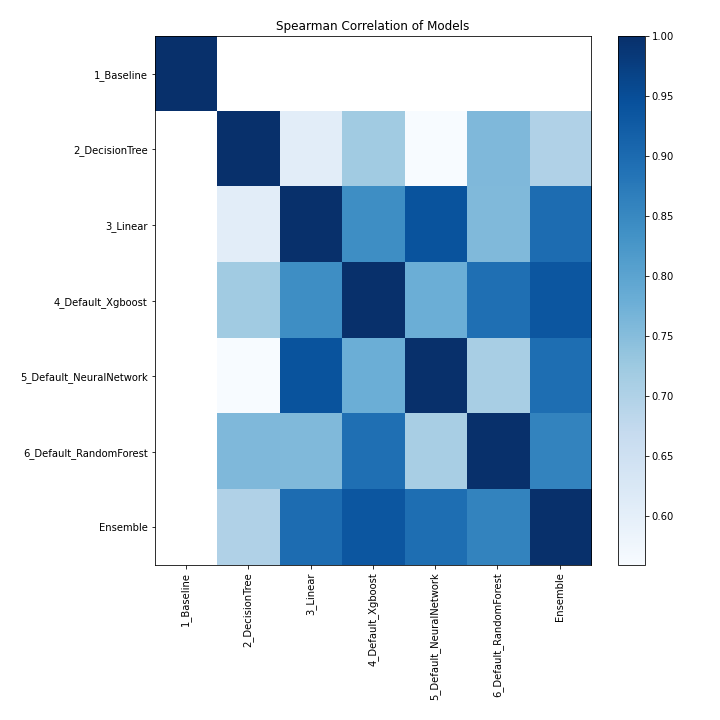 Spearman Correlation of Models
1_Baseline
2_DecisionTree
3_Linear
4_Default_Xgboost
5_Default_NeuralNetwork
6_Default_RandomForest
Ensemble
1_Baseline
2_DecisionTree
3_Linear
4_Default_Xgboost
5_Default_NeuralNetwork
6_Default_RandomForest
Ensemble
1.00
0.95
0.90
0.85
0.80
0.75
0.70
0.65
0.60